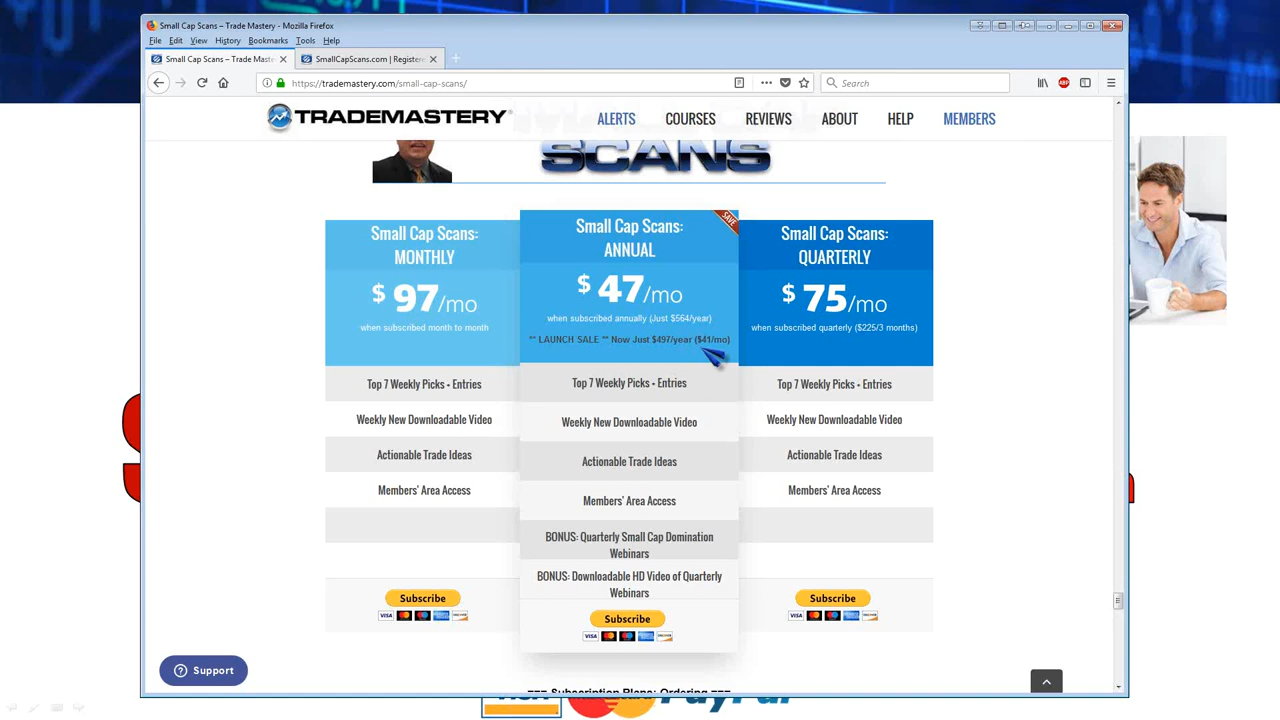 Small Cap Scans – Trade Mastery - Mozilla Firefox
File Edit View History Bookmarks Tools Help
Small Cap Scans – Trade Maste
SmallCapScans.com | Register
https://trademastery.com/small-cap-scans/
Search
ABP
TRADEMASTERY
ALERTS COURSES REVIEWS ABOUT HELP MEMBERS
SCANS
Small Cap Scans:
MONTHLY
$ 97/mo
when subscribed month to month
Top 7 Weekly Picks + Entries
Weekly New Downloadable Video
Actionable Trade Ideas
Members' Area Access
Subscribe
VISA
SAVE
Small Cap Scans:
ANNUAL
$ 47/mo
when subscribed annually (Just $564/year)
** LAUNCH SALE ** Now Just $497/year ($41/mo)
Top 7 Weekly Picks + Entries
Weekly New Downloadable Video
Actionable Trade Ideas
Members' Area Access
BONUS: Quarterly Small Cap Domination
Webinars
BONUS: Downloadable HD Video of Quarterly
Webinars
Subscribe
VISA
Small Cap Scans:
QUARTERLY
$ 75/mo
when subscribed quarterly ($225/3 months)
Top 7 Weekly Picks + Entries
Weekly New Downloadable Video
Actionable Trade Ideas
Members' Area Access
Subscribe
VISA
Support
=== Subscription Plans: Ordering ===